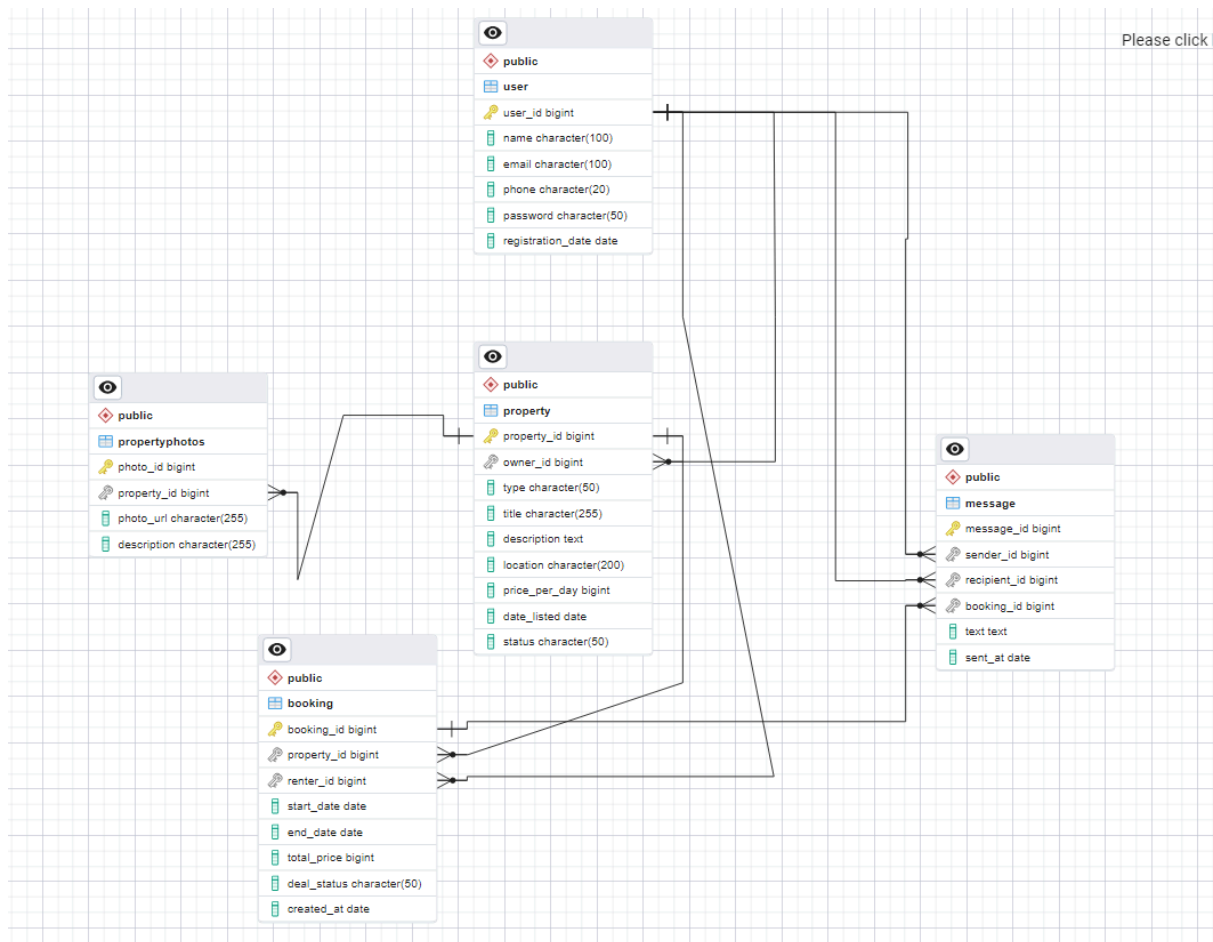 Please click
public
user
user_id bigint
name character(100)
email character(100)
phone character(20)
password character(50)
registration_date date
public
property
property_id bigint
owner_id bigint
type character(50)
title character(255)
description text
location character(200)
price_per_day bigint
date_listed date
status character(50)
public
propertyphotos
photo_id bigint
property_id bigint
photo_url character(255)
description character(255)
public
message
message_id bigint
sender_id bigint
recipient_id bigint
booking_id bigint
text text
sent_at date
public
booking
booking_id bigint
property_id bigint
renter_id bigint
start_date date
end_date date
total_price bigint
deal_status character(50)
created_at date